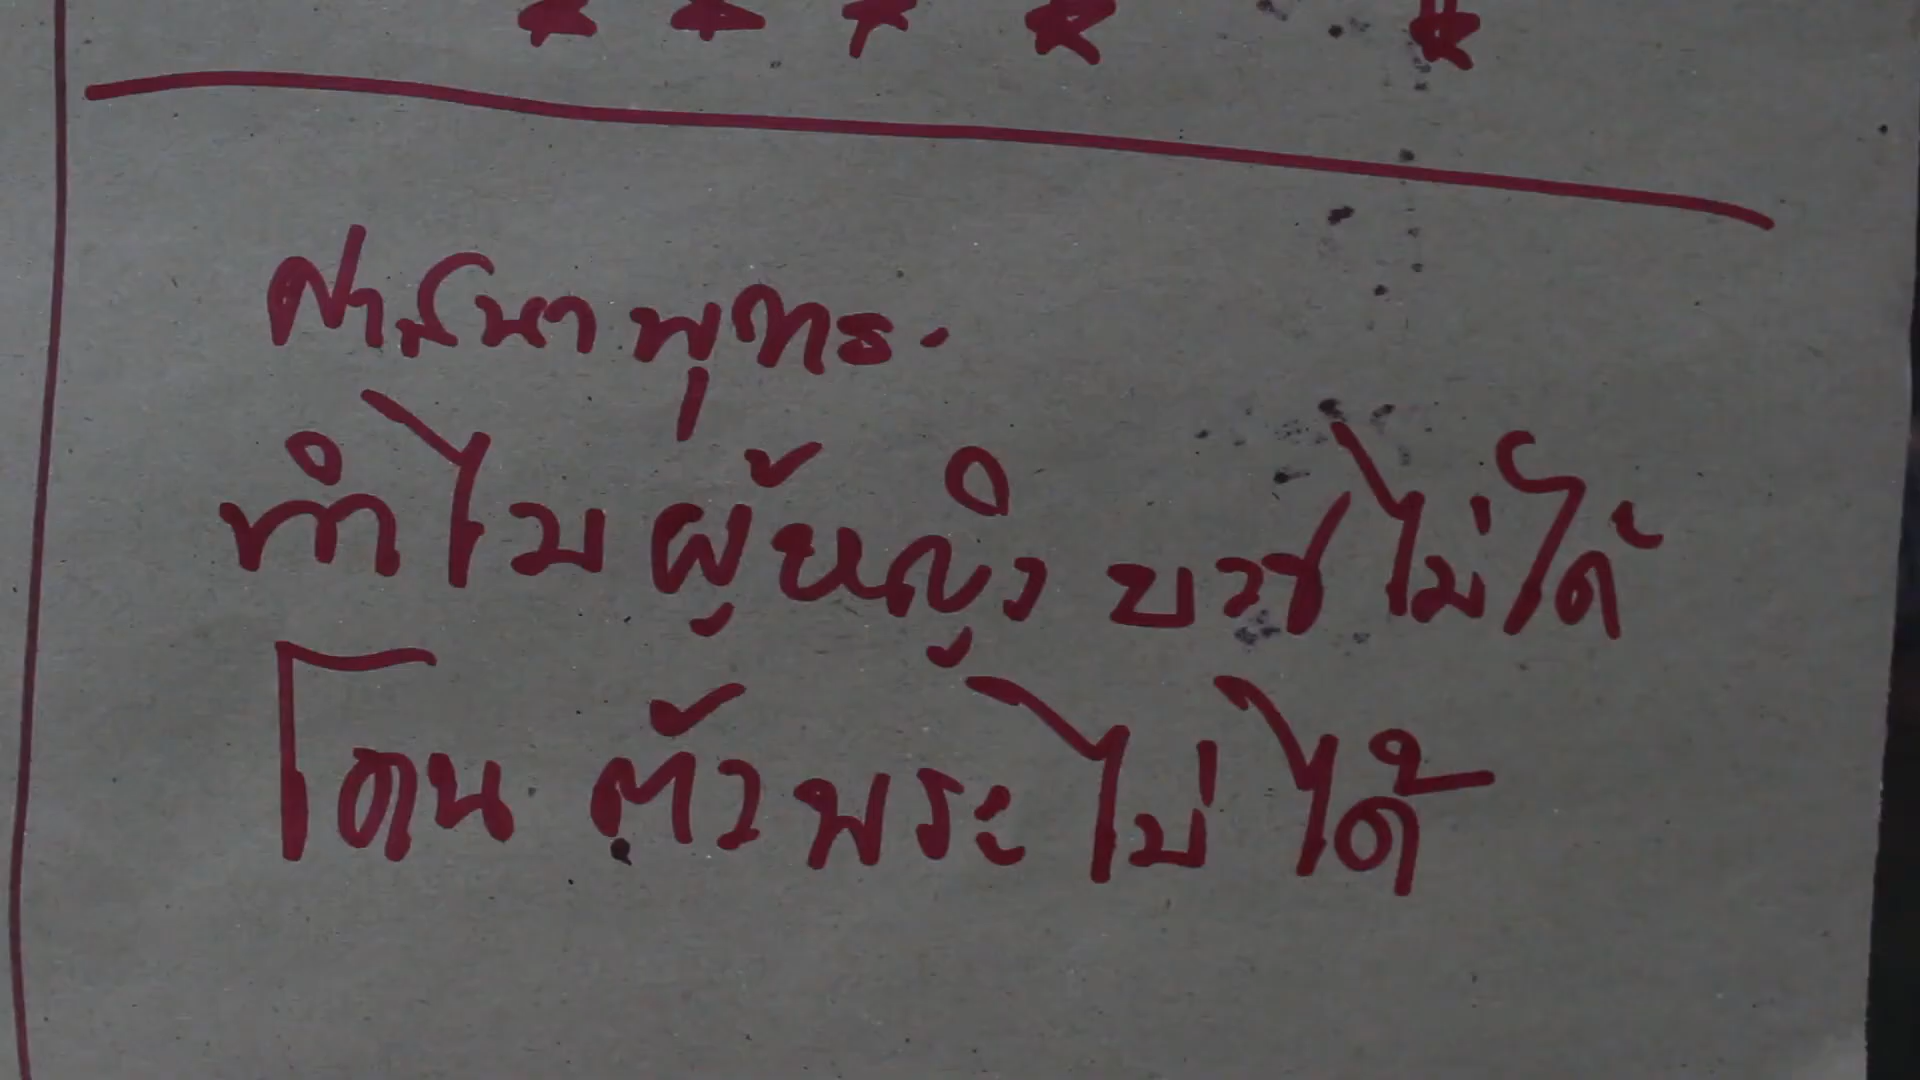 ศาสนาพุทธ
ทำไมผู้หญิง บวชไม่ได้
โดน ตัวพระไม่ได้